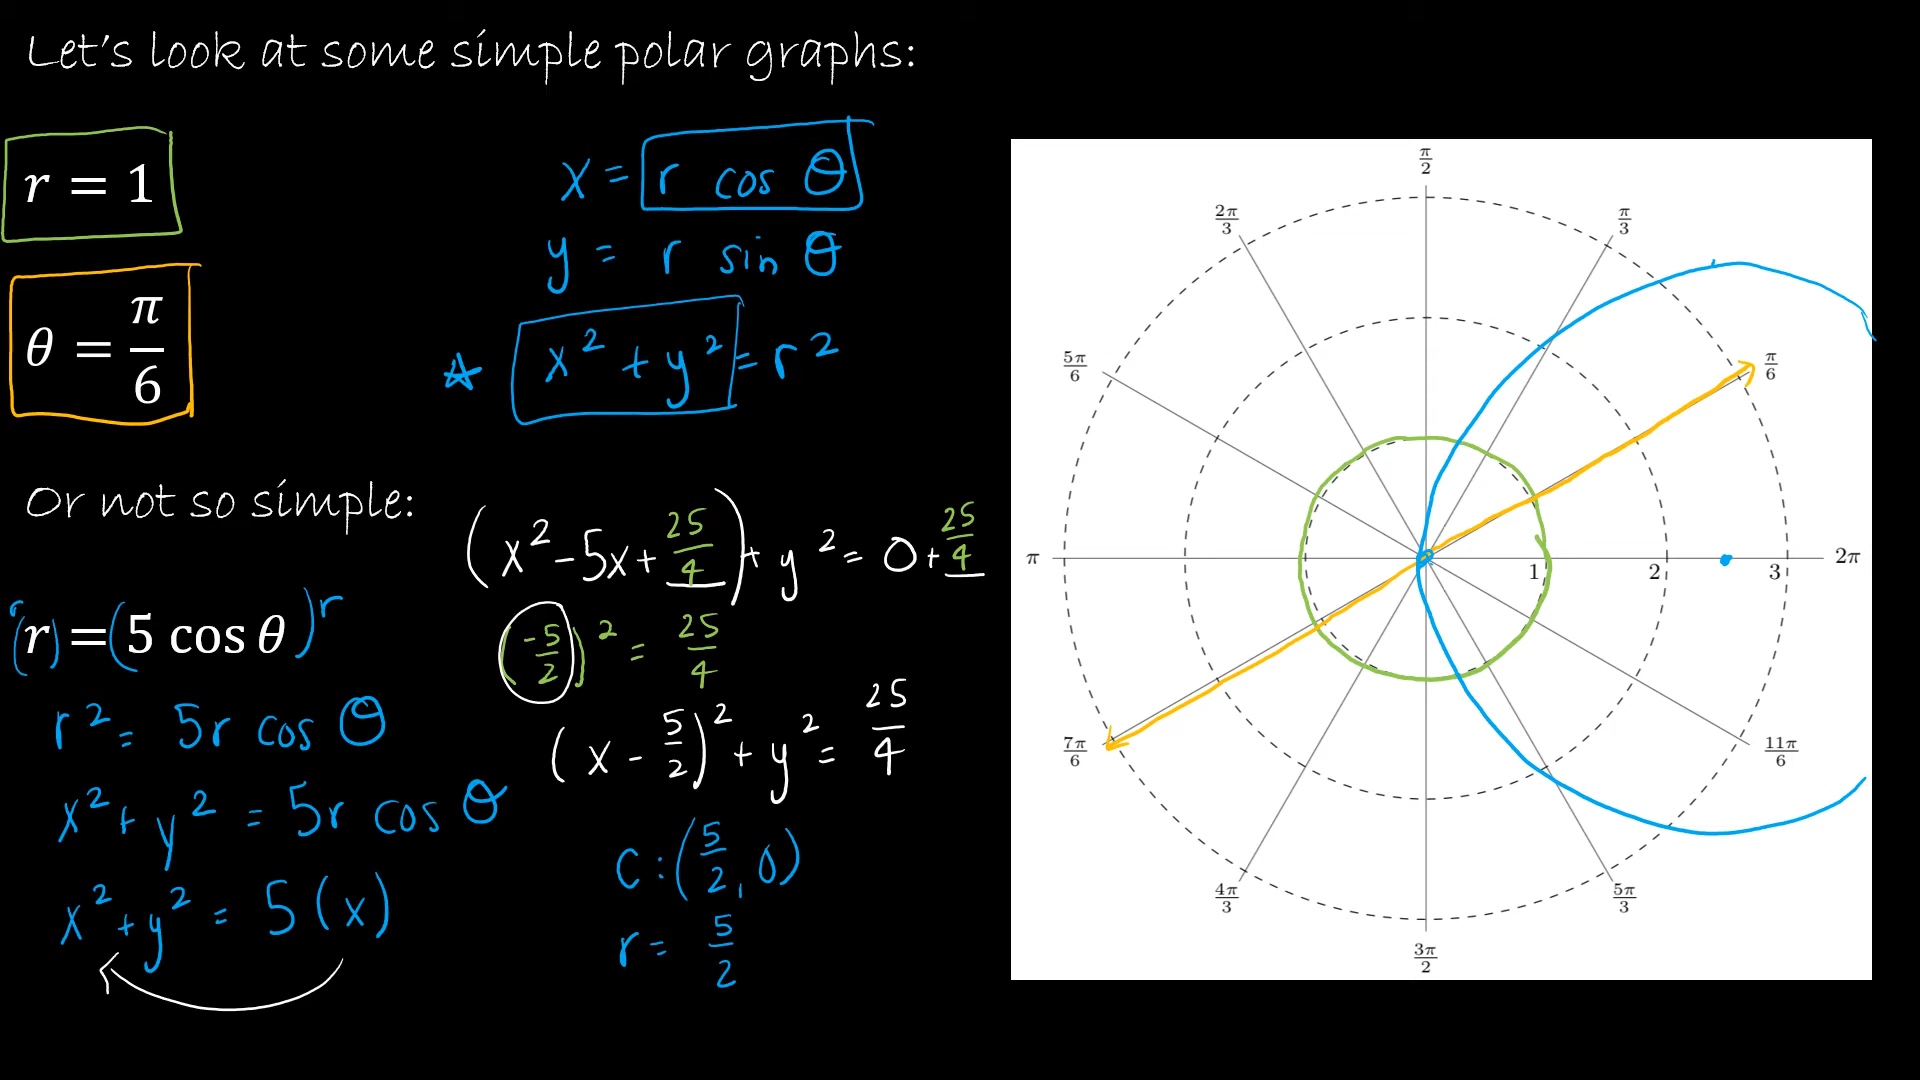 Let's look at some simple polar graphs:
r = 1
θ = π/6
x = r cos θ
y = r sin θ
☆ x² + y² = r²
Or not so simple:
r(r) = (5 cos θ)r
r² = 5r cos θ
x² + y² = 5r cos θ
x² + y² = 5(x)
(x² - 5x + 25/4) + y² = 0 + 25/4
(-5/2)² = 25/4
(x - 5/2)² + y² = 25/4
C: (5/2, 0)
r = 5/2
π/2
2π/3 π/3
5π/6 π/6
π 1 2 3 2π
7π/6 11π/6
4π/3 5π/3
3π/2